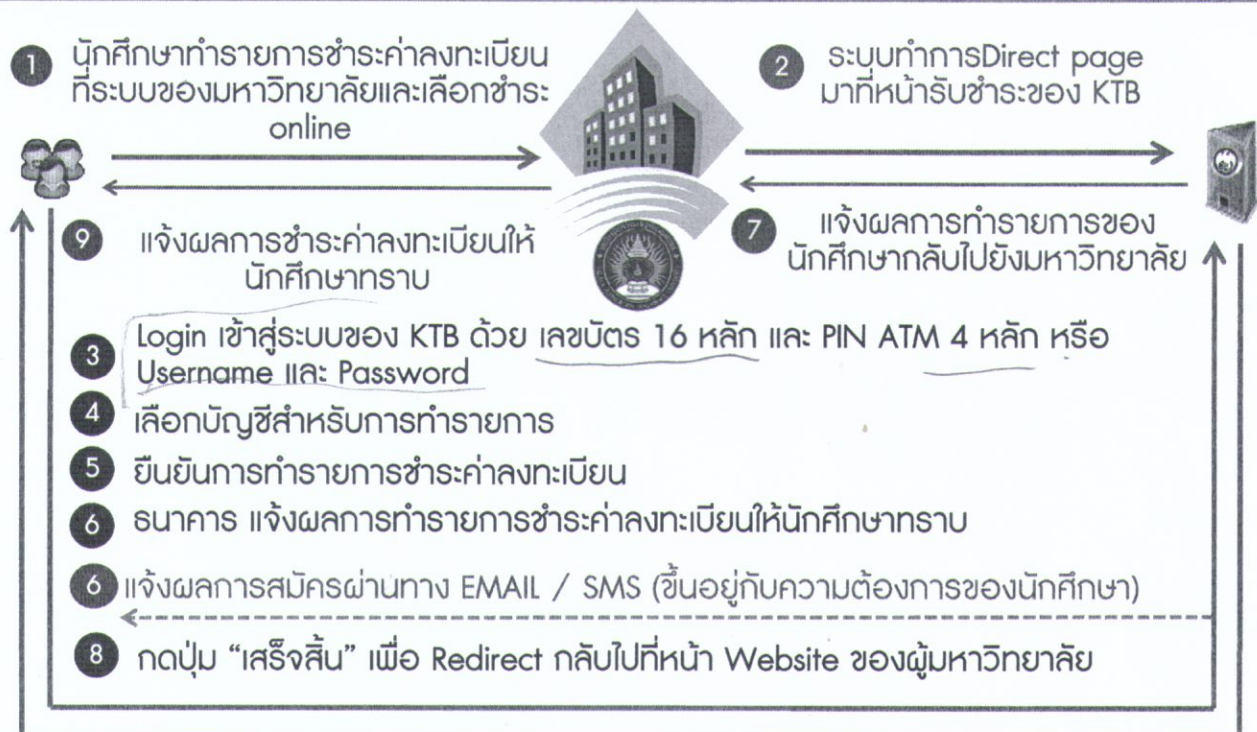 1 นักศึกษาทำรายการชำระค่าลงทะเบียน
ที่ระบบของมหาวิทยาลัยและเลือกชำระ
online
2 ระบบทำการDirect page
มาที่หน้ารับชำระของ KTB
9 แจ้งผลการชำระค่าลงทะเบียนให้
นักศึกษาทราบ
7 แจ้งผลการทำรายการของ
นักศึกษากลับไปยังมหาวิทยาลัย
3 Login เข้าสู่ระบบของ KTB ด้วย เลขบัตร 16 หลัก และ PIN ATM 4 หลัก หรือ
Username และ Password
4 เลือกบัญชีสำหรับการทำรายการ
5 ยืนยันการทำรายการชำระค่าลงทะเบียน
6 ธนาคาร แจ้งผลการทำรายการชำระค่าลงทะเบียนให้นักศึกษาทราบ
6 แจ้งผลการสมัครผ่านทาง EMAIL / SMS (ขึ้นอยู่กับความต้องการของนักศึกษา)
8 กดปุ่ม “เสร็จสิ้น” เพื่อ Redirect กลับไปที่หน้า Website ของผู้มหาวิทยาลัย